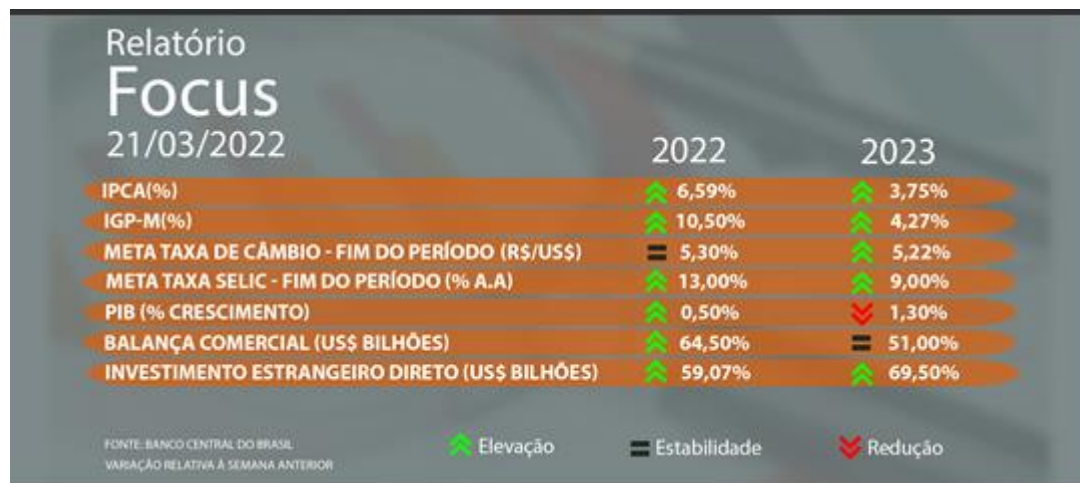 Relatório
Focus
21/03/2022
2022 2023
IPCA(%) 6,59% 3,75%
IGP-M(%) 10,50% 4,27%
META TAXA DE CÂMBIO - FIM DO PERÍODO (R$/US$) 5,30% 5,22%
META TAXA SELIC - FIM DO PERÍODO (% A.A) 13,00% 9,00%
PIB (% CRESCIMENTO) 0,50% 1,30%
BALANÇA COMERCIAL (US$ BILHÕES) 64,50% 51,00%
INVESTIMENTO ESTRANGEIRO DIRETO (US$ BILHÕES) 59,07% 69,50%
FONTE: BANCO CENTRAL DO BRASIL
VARIAÇÃO RELATIVA À SEMANA ANTERIOR
Elevação = Estabilidade Redução